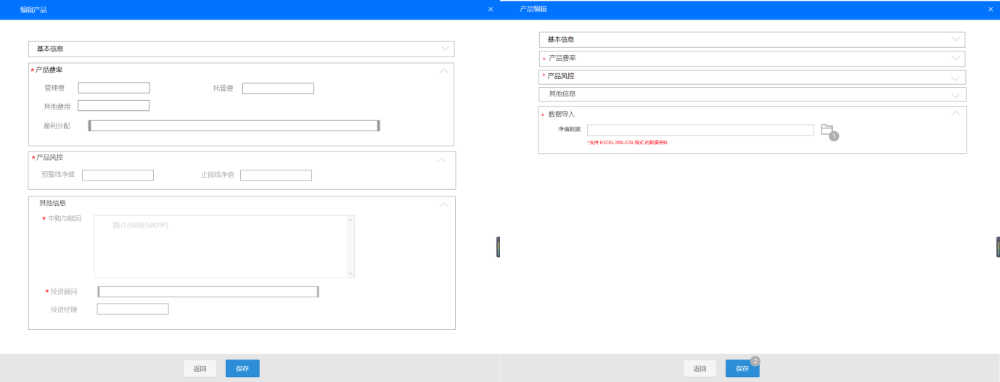 编辑产品
×
基本信息
* 产品费率
管理费
托管费
其他费用
盈利分配
* 产品风控
预警线净值
止损线净值
其他信息
* 申购与赎回
简介(60至500字)
* 投资顾问
投资经理
返回
保存
产品编辑
×
基本信息
* 产品费率
* 产品风控
其他信息
* 数据导入
净值数据
1
*支持 EXCEL/XML/CSL格式 的数据资料
返回
保存
2